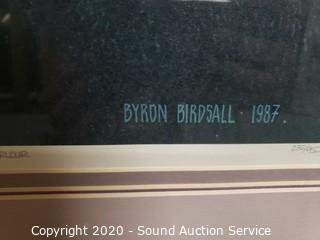 BYRON BIRDSALL · 1987.
Copyright 2020 - Sound Auction Service